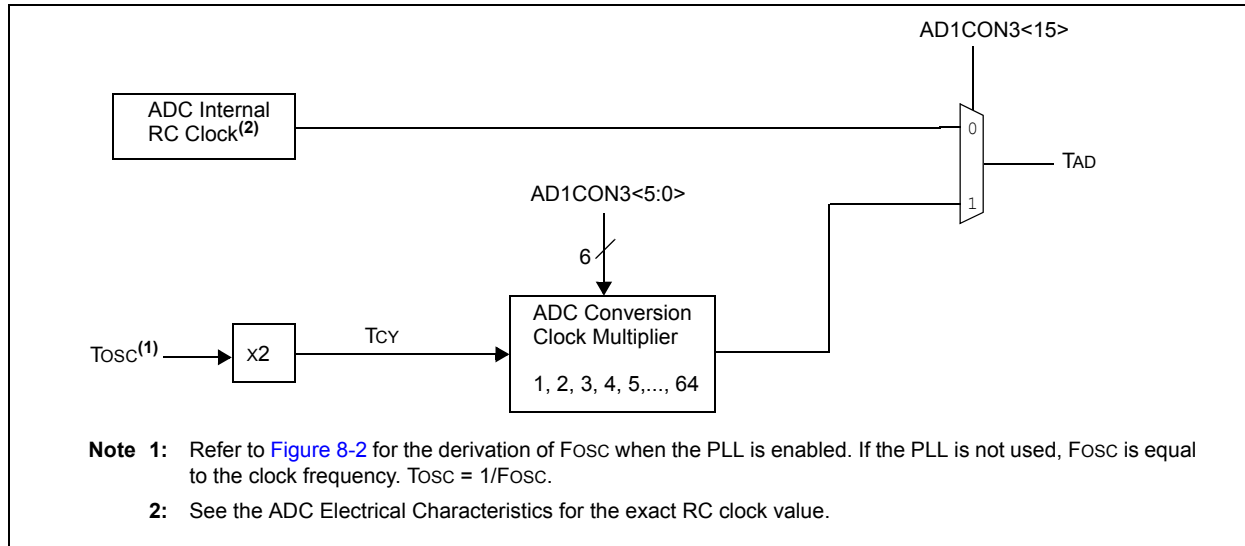 AD1CON3<15>
ADC Internal
RC Clock(2)
0
TAD
AD1CON3<5:0>
1
6
ADC Conversion
Clock Multiplier
TOSC(1)
x2
TCY
1, 2, 3, 4, 5,..., 64
Note 1: Refer to Figure 8-2 for the derivation of FOSC when the PLL is enabled. If the PLL is not used, FOSC is equal
to the clock frequency. TOSC = 1/FOSC.
2: See the ADC Electrical Characteristics for the exact RC clock value.